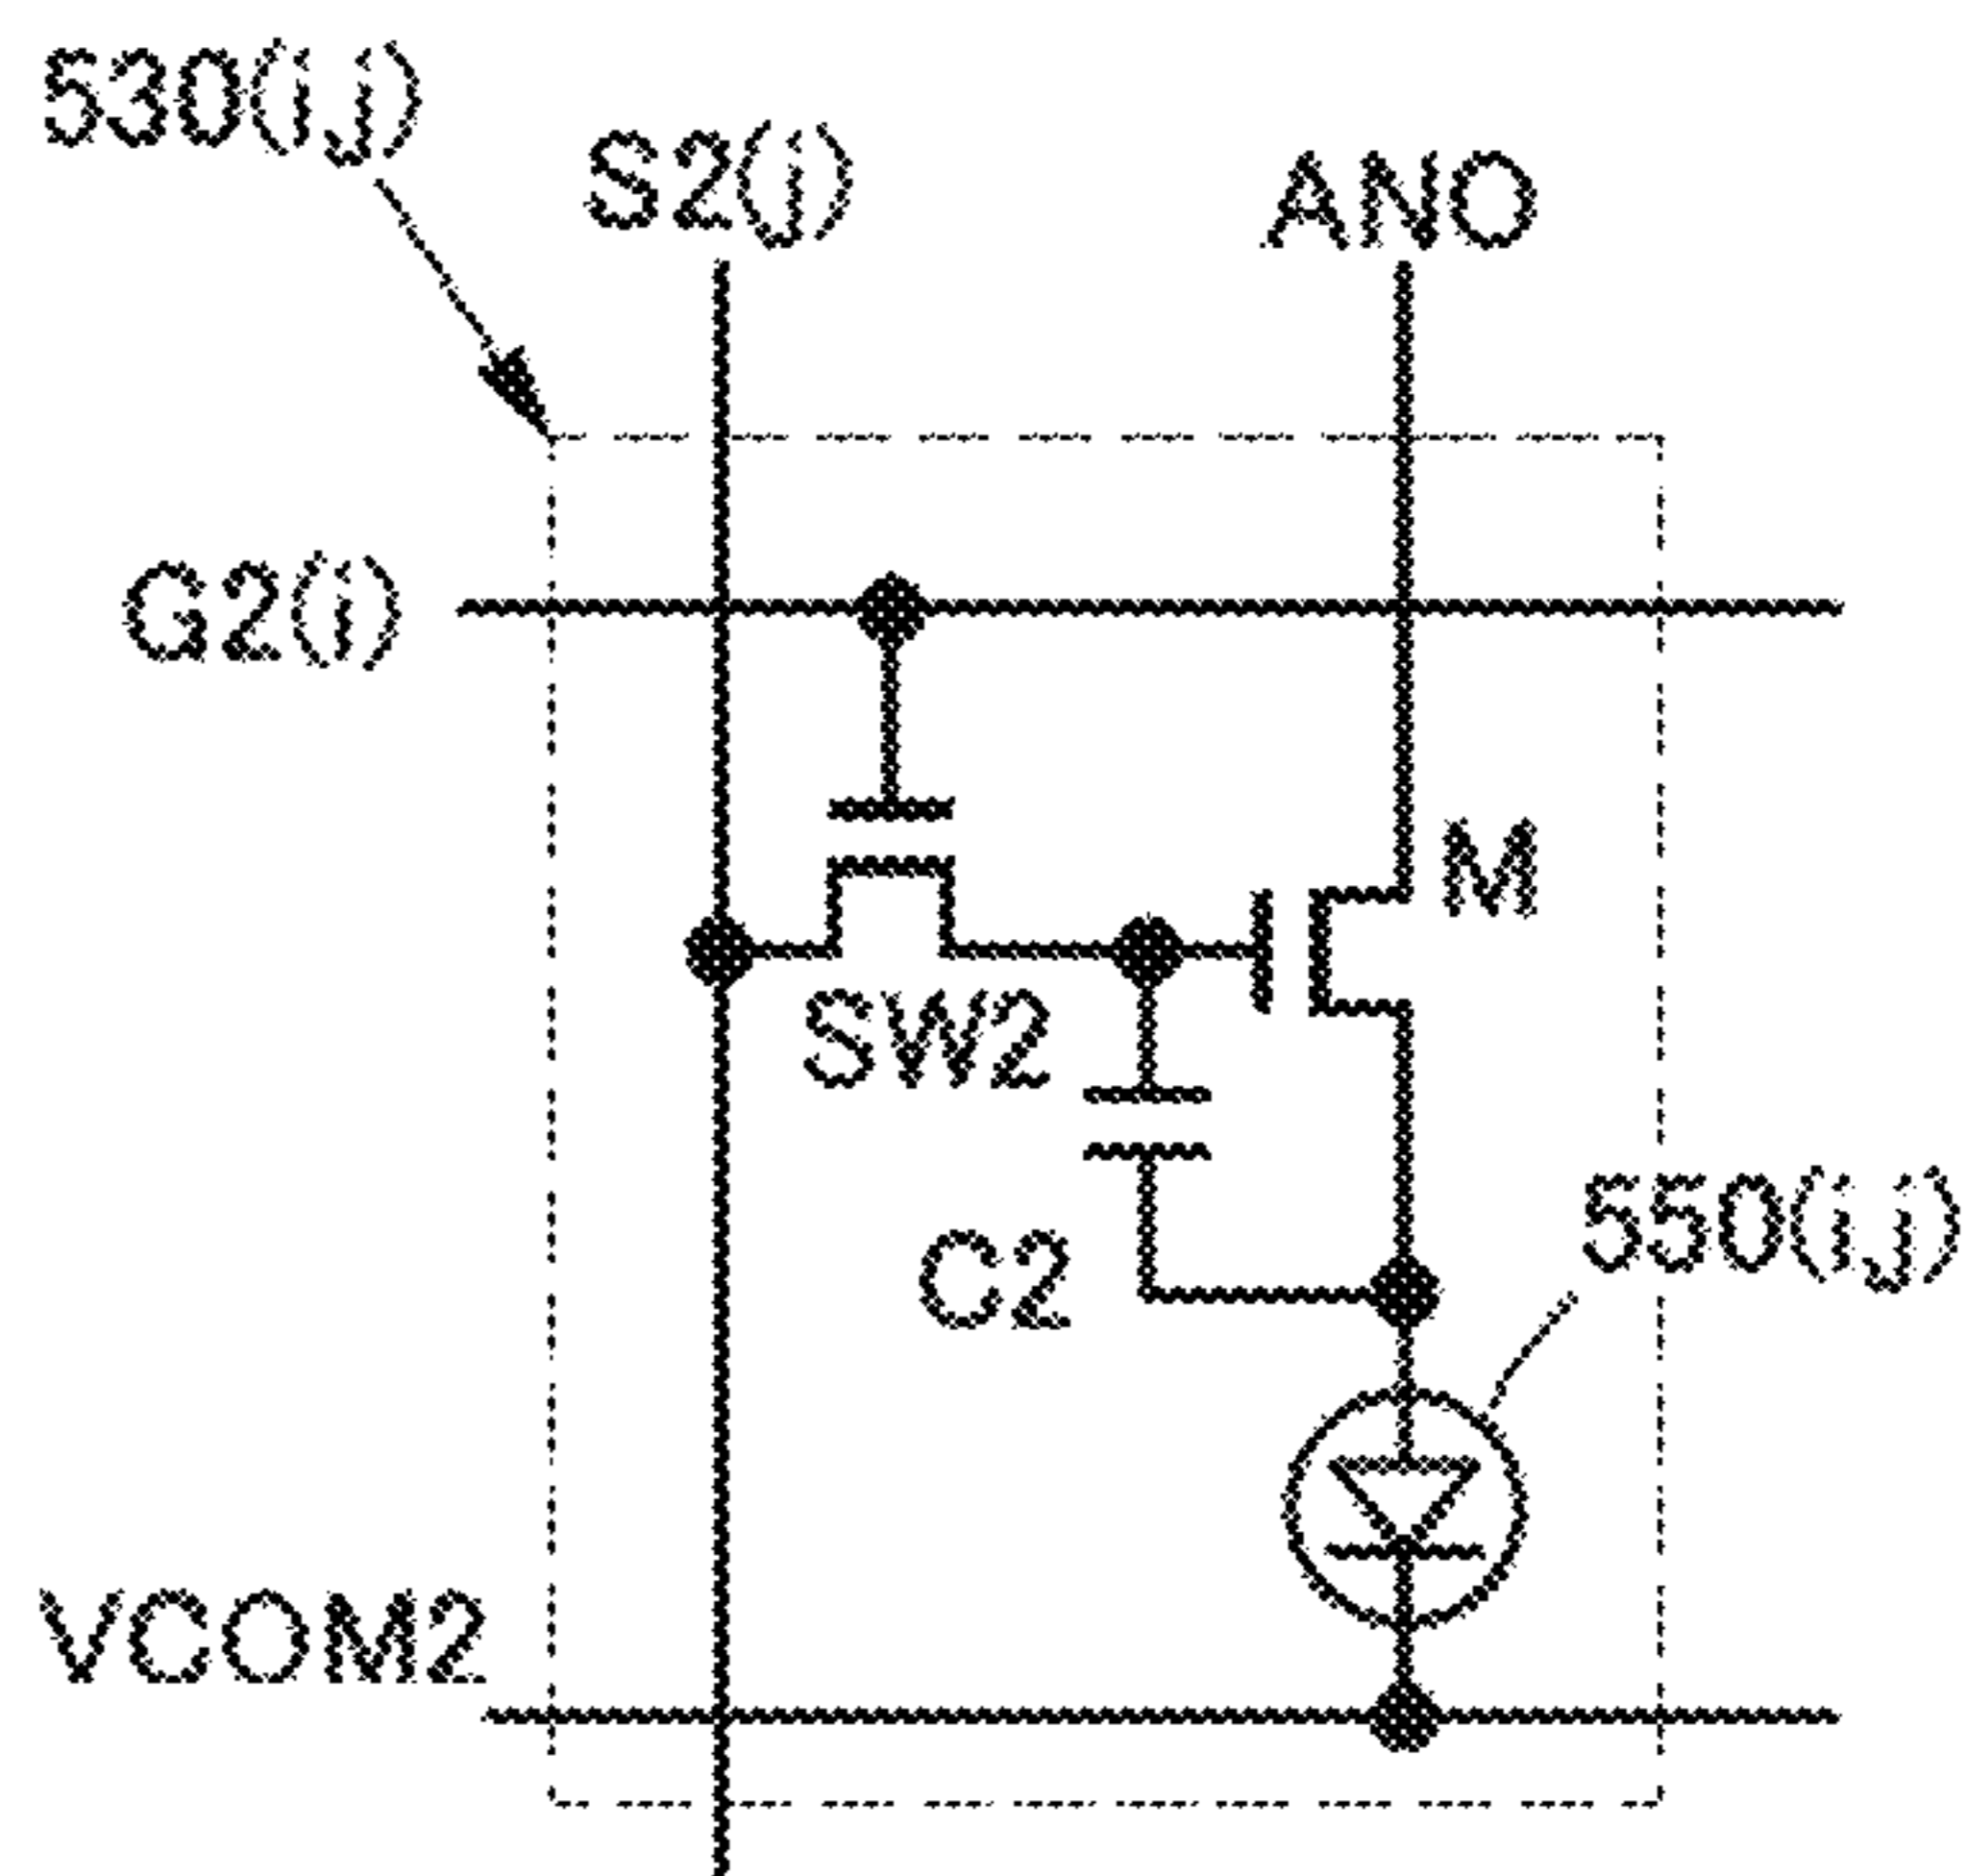 530(i,j)
S2(j)
ANO
G2(i)
M
SW2
C2
550(i,j)
VCOM2